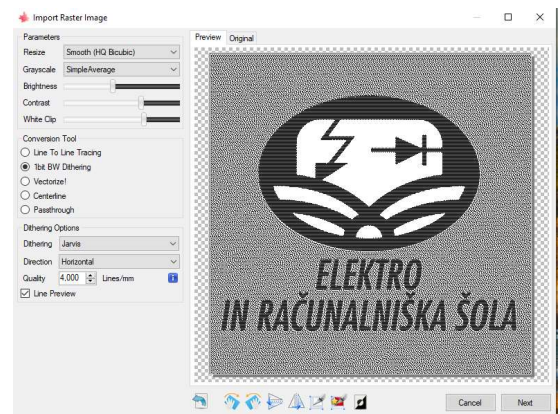 Import Raster Image
Parameters
Resize Smooth (HQ Bicubic)
Grayscale SimpleAverage
Brightness
Contrast
White Clip
Conversion Tool
Line To Line Tracing
1bit BW Dithering
Vectorize!
Centerline
Passthrough
Dithering Options
Dithering Jarvis
Direction Horizontal
Quality 4,000 Lines/mm
Line Preview
Preview Original
ELEKTRO
IN RAČUNALNIŠKA ŠOLA
Cancel Next